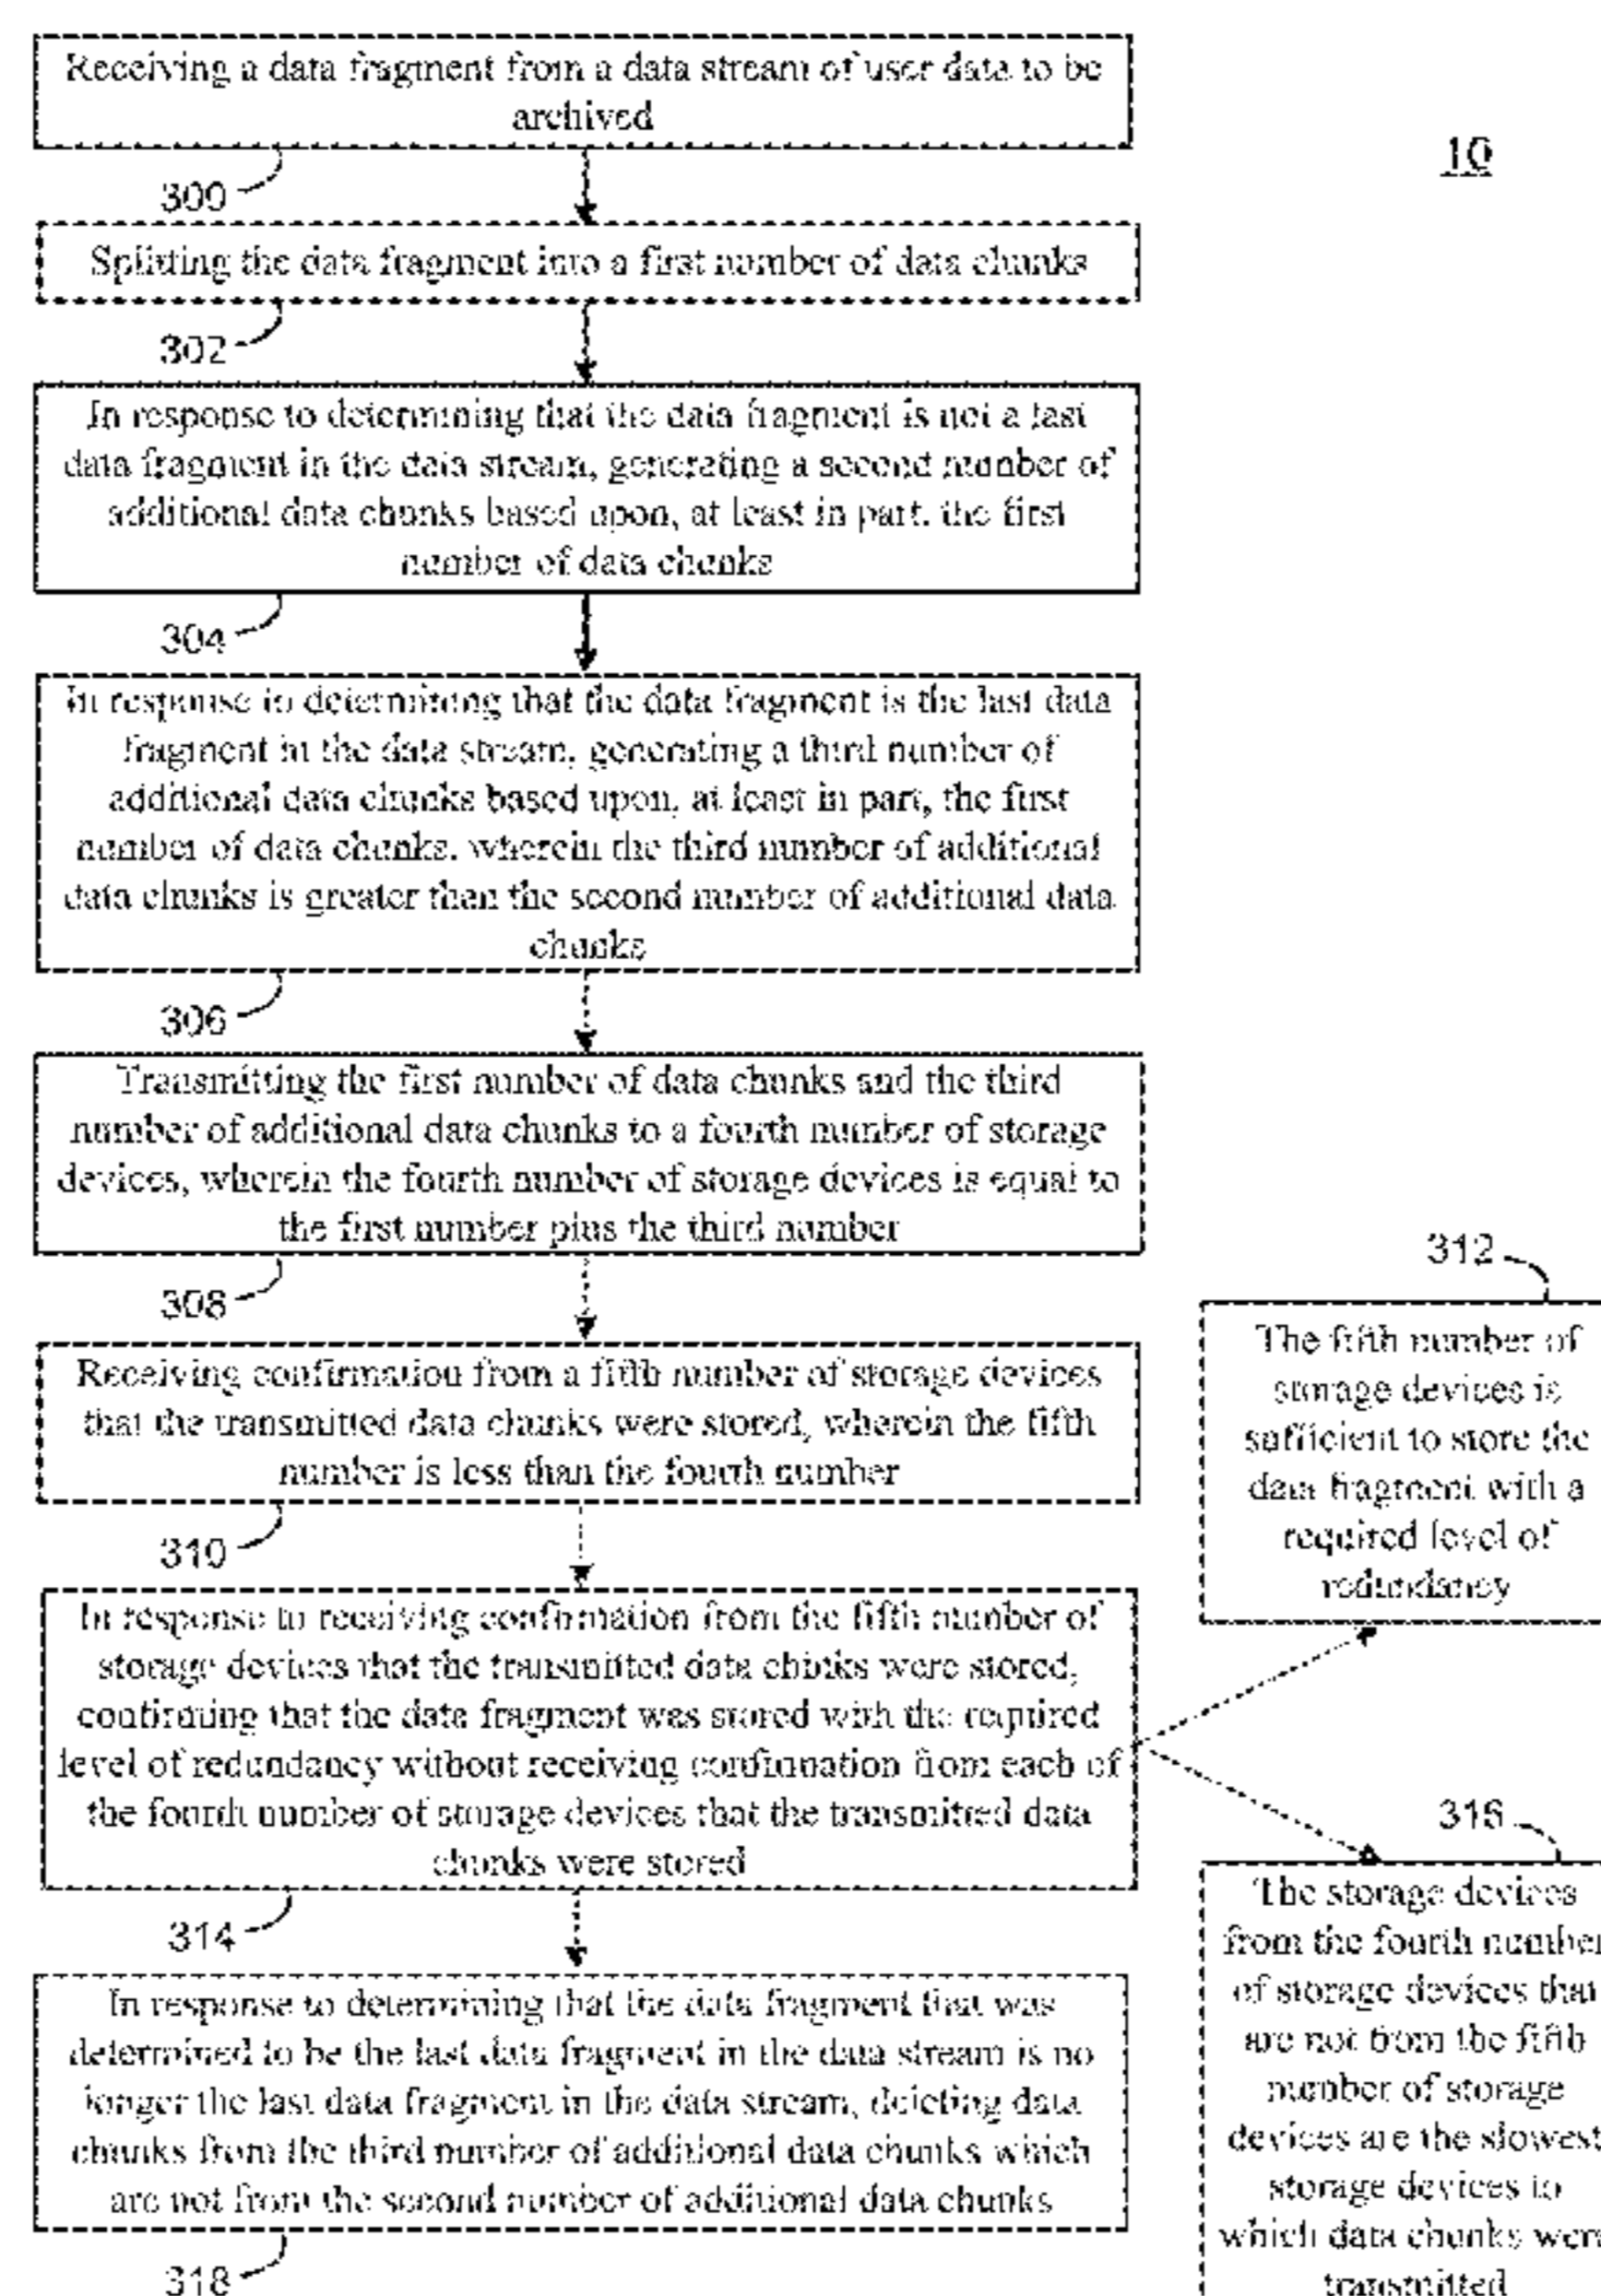 Receiving a data fragment from a data stream of user data to be
archived
10
300
Splitting the data fragment into a first number of data chunks
302
In response to determining that the data fragment is not a last
data fragment in the data stream, generating a second number of
additional data chunks based upon, at least in part, the first
number of data chunks
304
In response to determining that the data fragment is the last data
fragment in the data stream, generating a third number of
additional data chunks based upon, at least in part, the first
number of data chunks, wherein the third number of additional
data chunks is greater than the second number of additional data
chunks
306
Transmitting the first number of data chunks and the third
number of additional data chunks to a fourth number of storage
devices, wherein the fourth number of storage devices is equal to
the first number plus the third number
308
Receiving confirmation from a fifth number of storage devices
that the transmitted data chunks were stored, wherein the fifth
number is less than the fourth number
310
312
The fifth number of
storage devices is
sufficient to store the
data fragment with a
required level of
redundancy
In response to receiving confirmation from the fifth number of
storage devices that the transmitted data chunks were stored,
confirming that the data fragment was stored with the required
level of redundancy without receiving confirmation from each of
the fourth number of storage devices that the transmitted data
chunks were stored
314
316
The storage devices
from the fourth number
of storage devices that
are not from the fifth
number of storage
devices are the slowest
storage devices to
which data chunks were
transmitted
In response to determining that the data fragment that was
determined to be the last data fragment in the data stream is no
longer the last data fragment in the data stream, deleting data
chunks from the third number of additional data chunks which
are not from the second number of additional data chunks
318